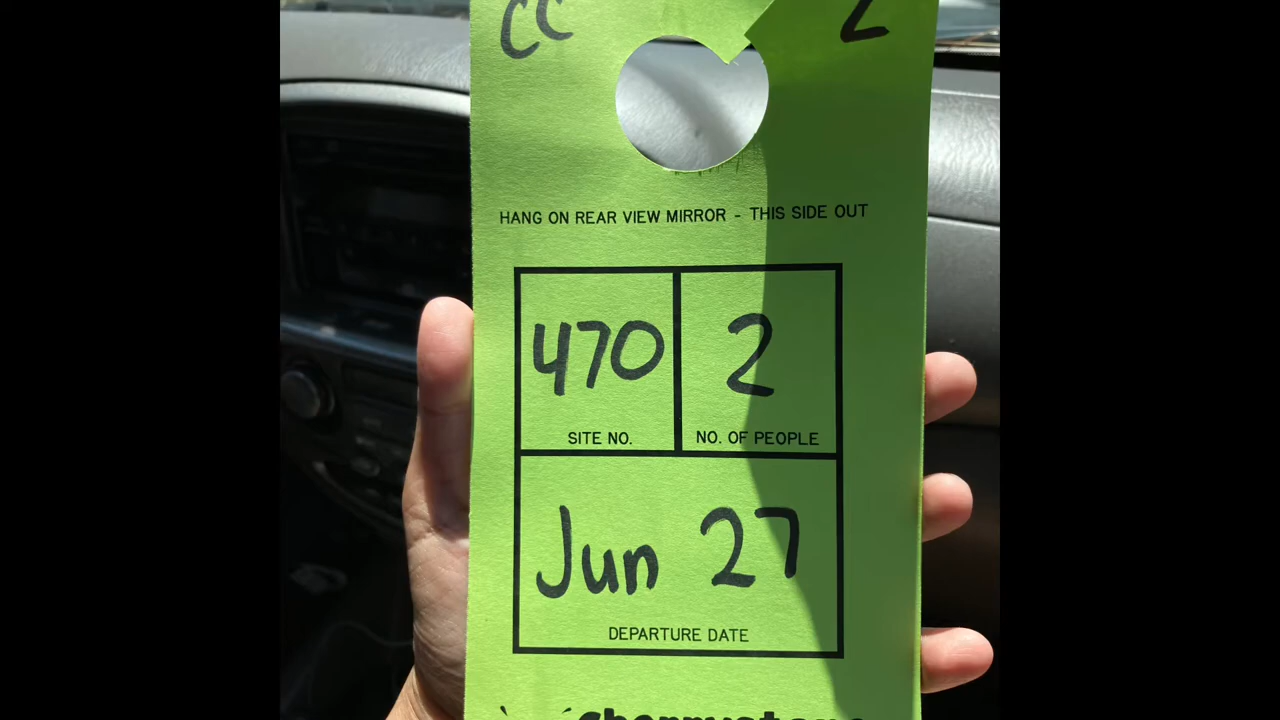 CC 2
HANG ON REAR VIEW MIRROR - THIS SIDE OUT
470 2
SITE NO. NO. OF PEOPLE
Jun 27
DEPARTURE DATE